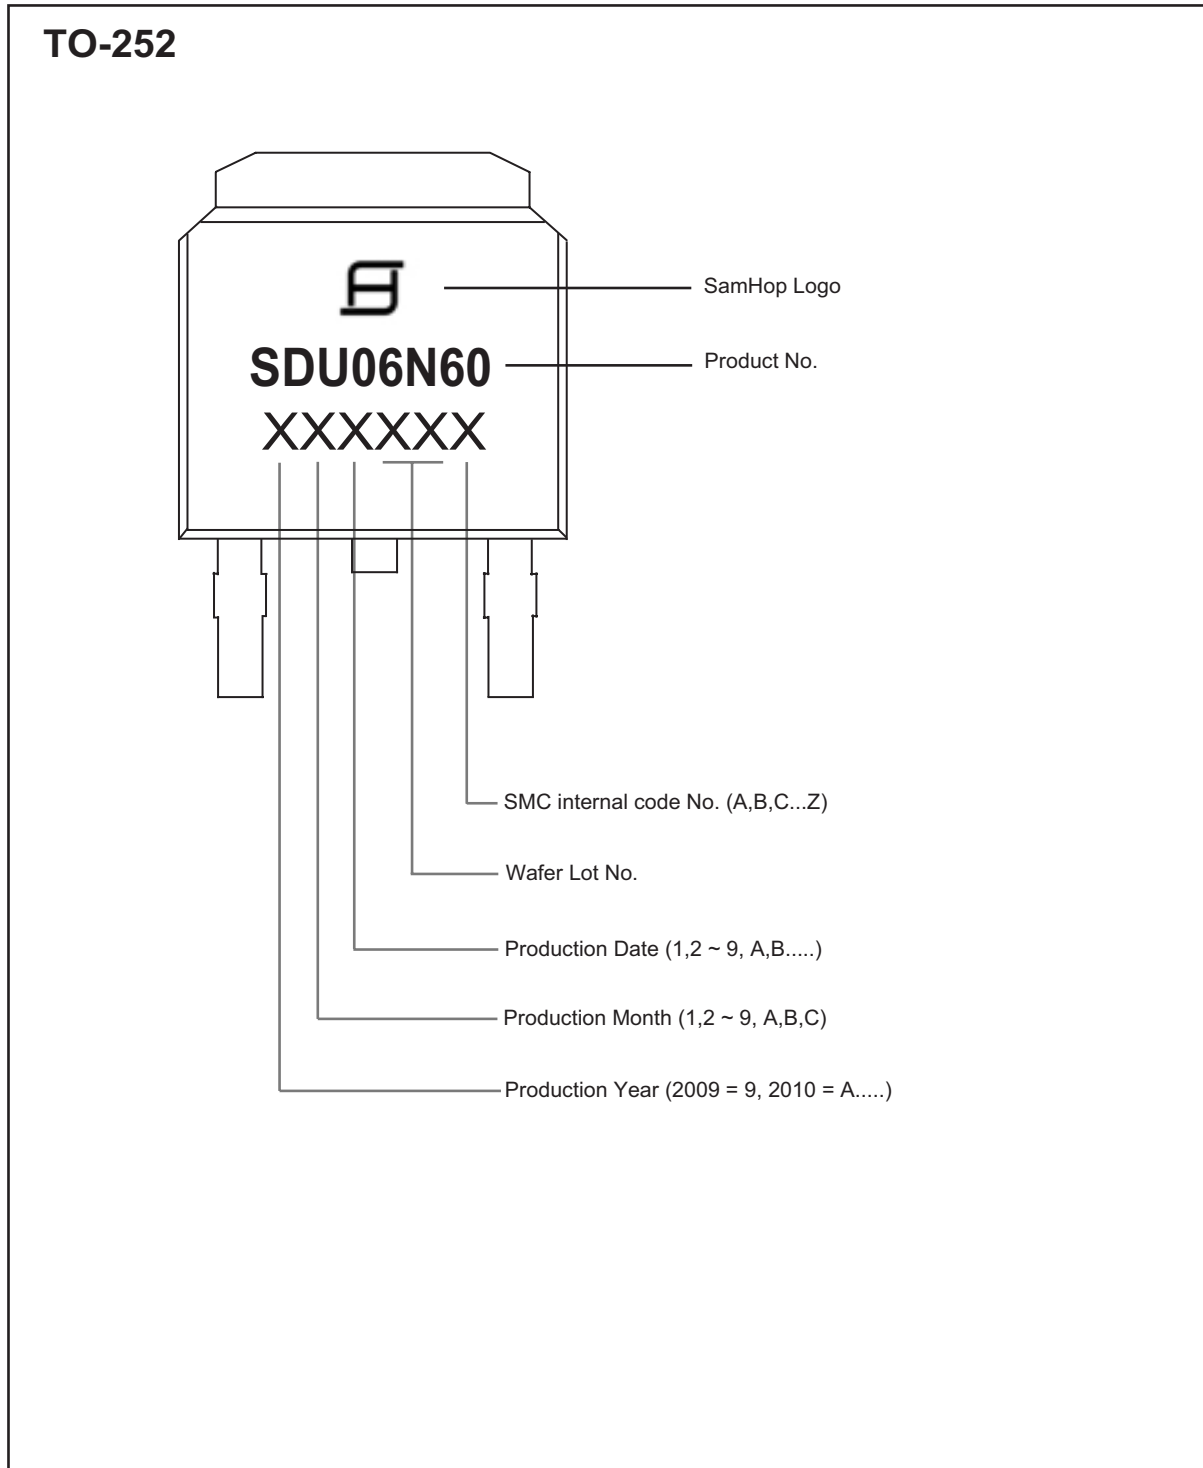 TO-252
SamHop Logo
SDU06N60
Product No.
XXXXXX
SMC internal code No. (A,B,C...Z)
Wafer Lot No.
Production Date (1,2 ~ 9, A,B.....)
Production Month (1,2 ~ 9, A,B,C)
Production Year (2009 = 9, 2010 = A.....)